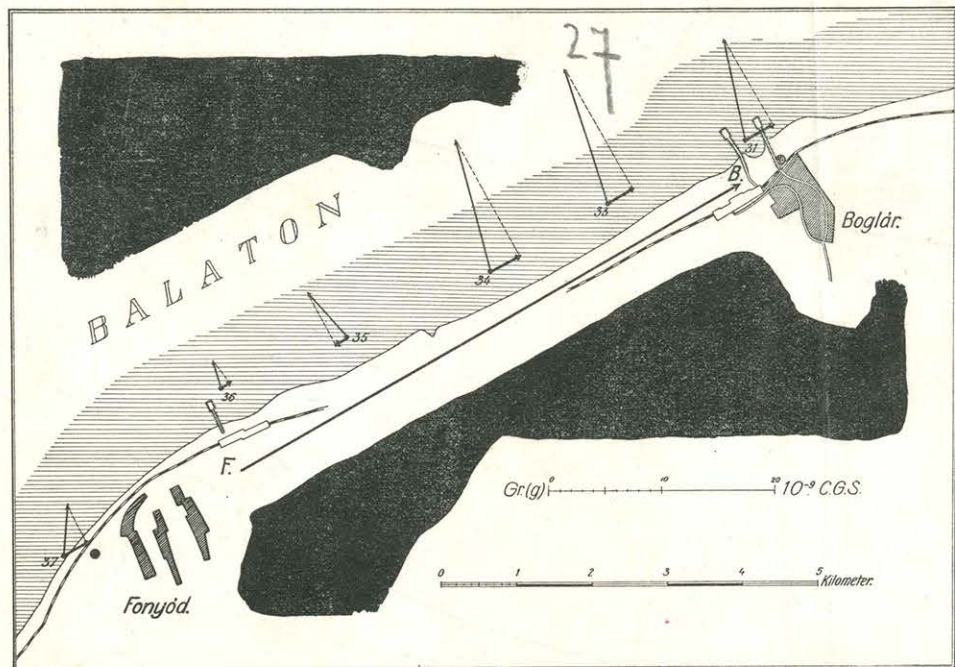 27
31
B.
33
Boglár.
BALATON
34
35
36
F.
Gr.(g) 0 10 20 10⁻⁹ C.G.S.
37
0 1 2 3 4 5 Kilometer.
Fonyód.